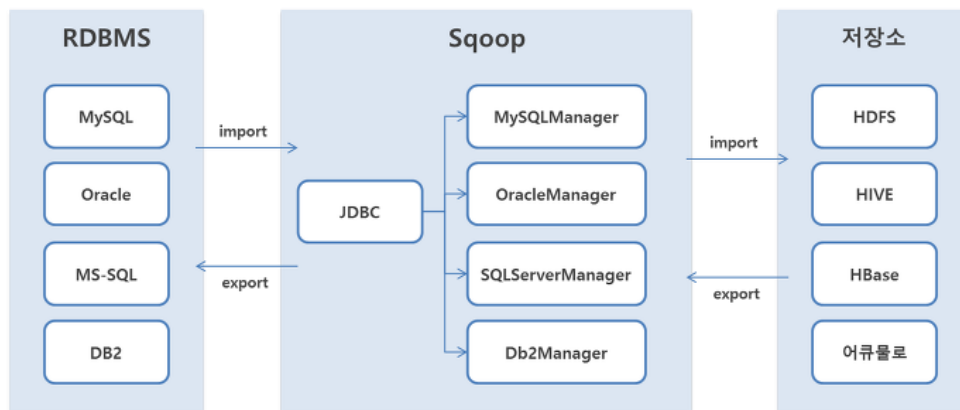 RDBMS
MySQL
Oracle
MS-SQL
DB2
import
export
Sqoop
JDBC
MySQLManager
OracleManager
SQLServerManager
Db2Manager
import
export
저장소
HDFS
HIVE
HBase
어큐물로